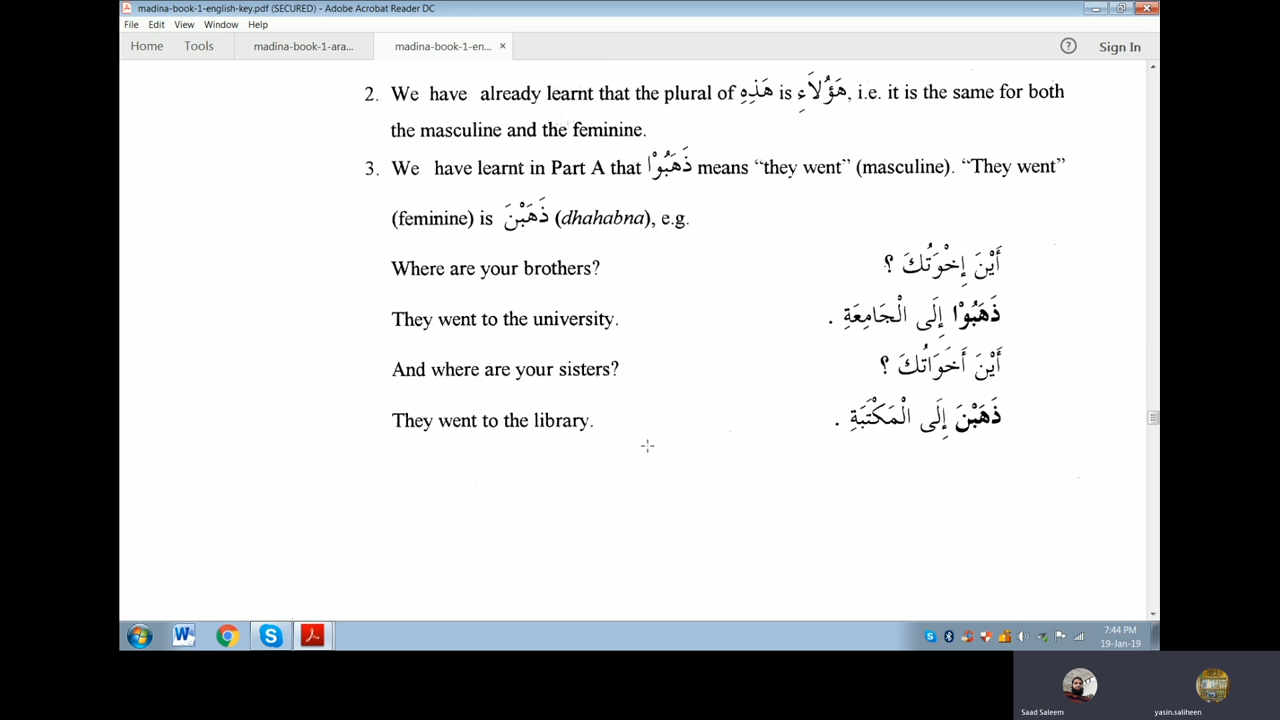 madina-book-1-english-key.pdf (SECURED) - Adobe Acrobat Reader DC
File Edit View Window Help
Home Tools madina-book-1-ara... madina-book-1-en... × ? Sign In
2. We have already learnt that the plural of هَذِهِ is هَؤُلَاءِ, i.e. it is the same for both
the masculine and the feminine.
3. We have learnt in Part A that ذَهَبُوْا means “they went” (masculine). “They went”
(feminine) is ذَهَبْنَ (dhahabna), e.g.
Where are your brothers? أَيْنَ إِخْوَتُكَ ؟
They went to the university. ذَهَبُوْا إِلَى الْجَامِعَةِ .
And where are your sisters? أَيْنَ أَخَوَاتُكَ ؟
They went to the library. ذَهَبْنَ إِلَى الْمَكْتَبَةِ .
7:44 PM
19-Jan-19
Saad Saleem yasin.saliheen